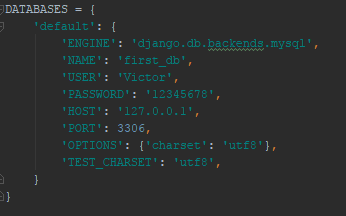 DATABASES = {
    'default': {
        'ENGINE': 'django.db.backends.mysql',
        'NAME': 'first_db',
        'USER': 'Victor',
        'PASSWORD': '12345678',
        'HOST': '127.0.0.1',
        'PORT': 3306,
        'OPTIONS': {'charset': 'utf8'},
        'TEST_CHARSET': 'utf8',
    }
}